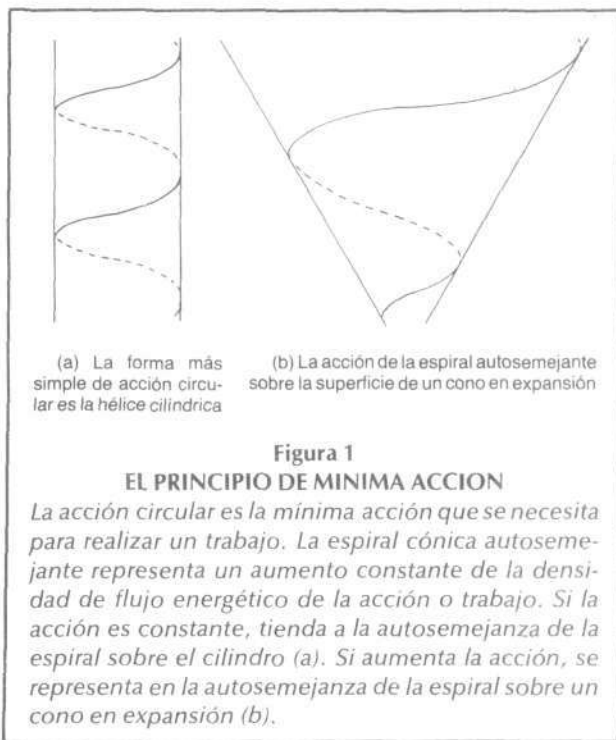 (a) La forma más
simple de acción circu-
lar es la hélice cilíndrica
(b) La acción de la espiral autosemejante
sobre la superficie de un cono en expansión
Figura 1
EL PRINCIPIO DE MINIMA ACCION
La acción circular es la mínima acción que se necesita
para realizar un trabajo. La espiral cónica autoseme-
jante representa un aumento constante de la densi-
dad de flujo energético de la acción o trabajo. Si la
acción es constante, tienda a la autosemejanza de la
espiral sobre el cilindro (a). Si aumenta la acción, se
representa en la autosemejanza de la espiral sobre un
cono en expansión (b).